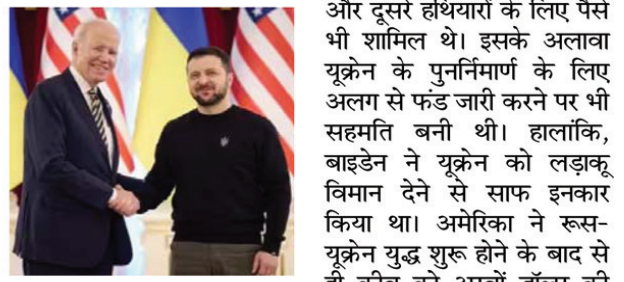 और दूसरे हथियारों के लिए पैसे
भी शामिल थे। इसके अलावा
यूक्रेन के पुनर्निमार्ण के लिए
अलग से फंड जारी करने पर भी
सहमति बनी थी। हालांकि,
बाइडेन ने यूक्रेन को लड़ाकू
विमान देने से साफ इनकार
किया था। अमेरिका ने रूस-
यूक्रेन युद्ध शुरू होने के बाद से